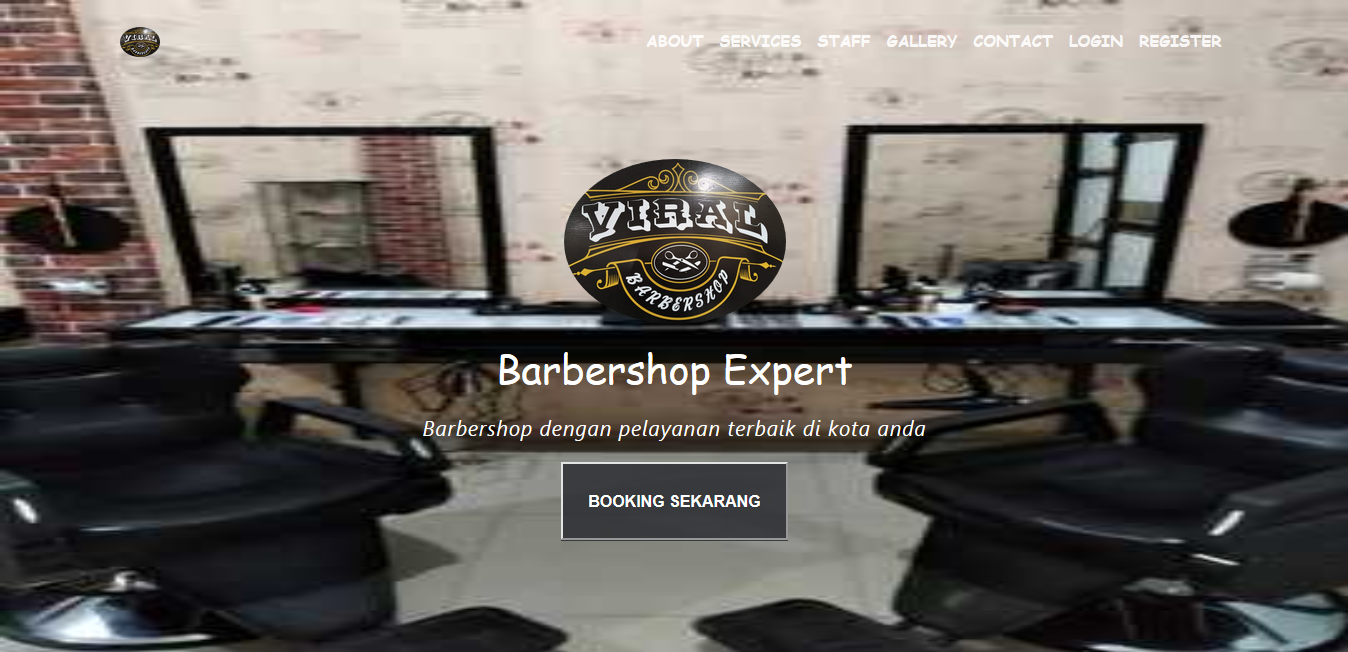 VIRAL
ABOUT SERVICES STAFF GALLERY CONTACT LOGIN REGISTER
VIRAL
BARBERSHOP
Barbershop Expert
Barbershop dengan pelayanan terbaik di kota anda
BOOKING SEKARANG